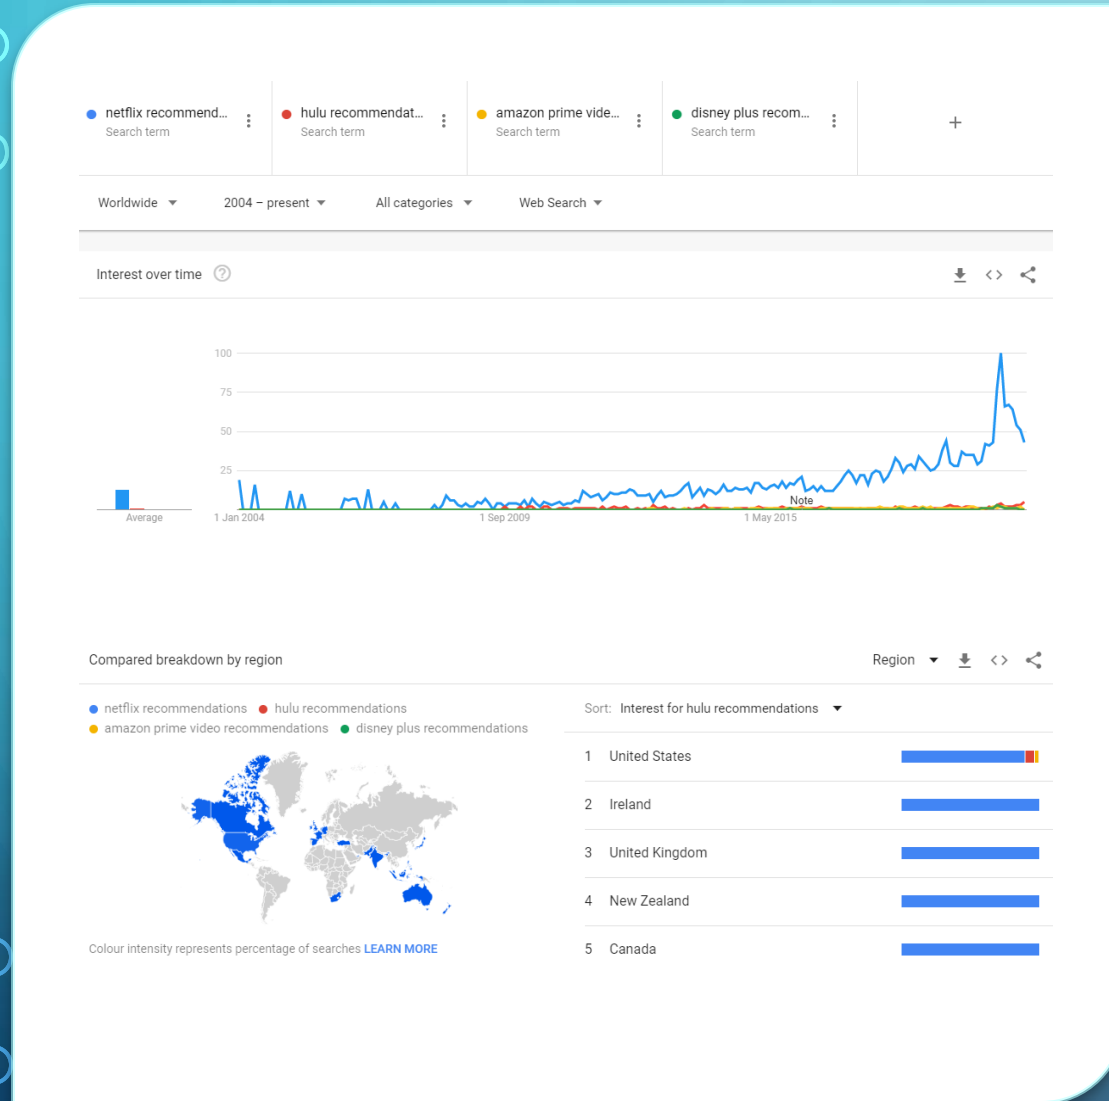 netflix recommend... hulu recommendat... amazon prime vide... disney plus recom...
Search term Search term Search term Search term
+
Worldwide 2004 – present All categories Web Search
Interest over time ?
100
75
50
25
Note
Average 1 Jan 2004 1 Sep 2009 1 May 2015
Compared breakdown by region Region
netflix recommendations hulu recommendations
amazon prime video recommendations disney plus recommendations
Sort: Interest for hulu recommendations
1 United States
2 Ireland
3 United Kingdom
4 New Zealand
5 Canada
Colour intensity represents percentage of searches LEARN MORE